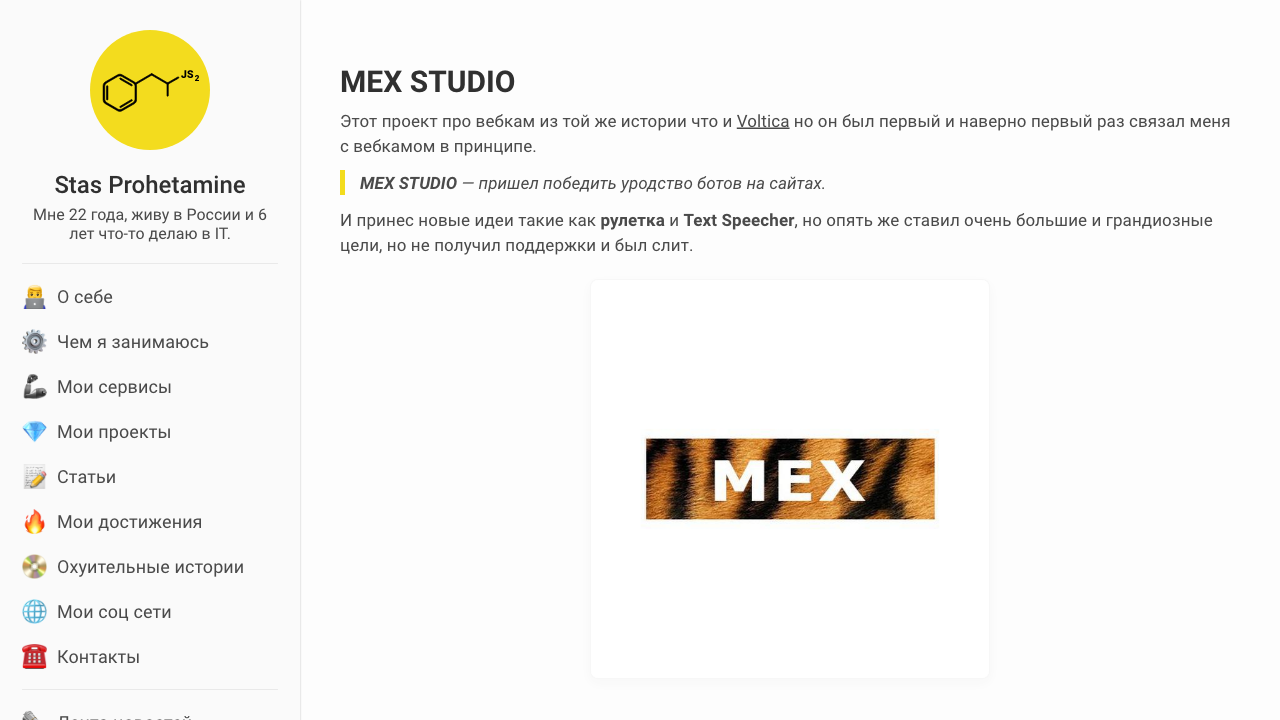 JS2
Stas Prohetamine
Мне 22 года, живу в России и 6
лет что-то делаю в IT.
О себе
Чем я занимаюсь
Мои сервисы
Мои проекты
Статьи
Мои достижения
Охуительные истории
Мои соц сети
Контакты
MEX STUDIO
Этот проект про вебкам из той же истории что и Voltica но он был первый и наверно первый раз связал меня
с вебкамом в принципе.
MEX STUDIO — пришел победить уродство ботов на сайтах.
И принес новые идеи такие как рулетка и Text Speecher, но опять же ставил очень большие и грандиозные
цели, но не получил поддержки и был слит.
MEX